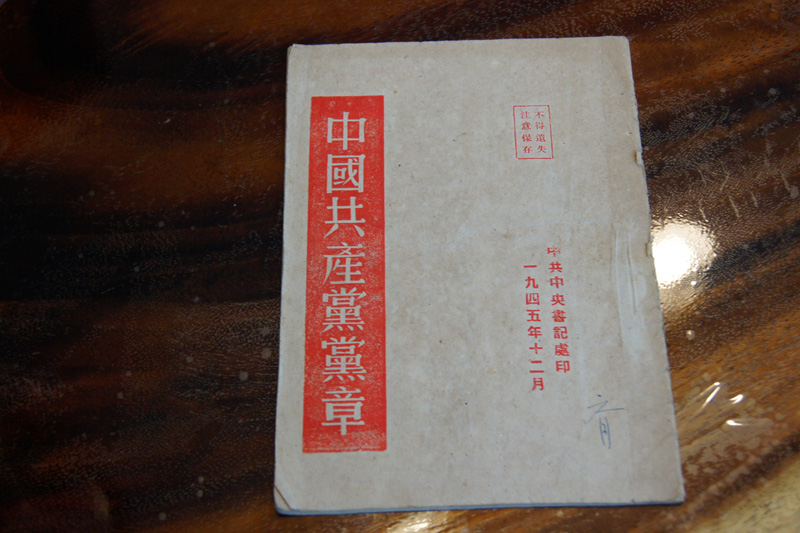 中國共產黨黨章
不得遺失
注意保存
中共中央書記處印
一九四五年十二月